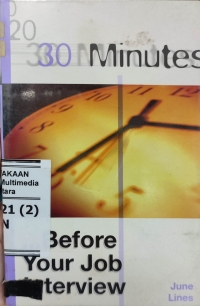 20
30 Minutes
AKAAN
Multimedia
tara
21 (2)
N
Before
Your Job
Interview
June
Lines